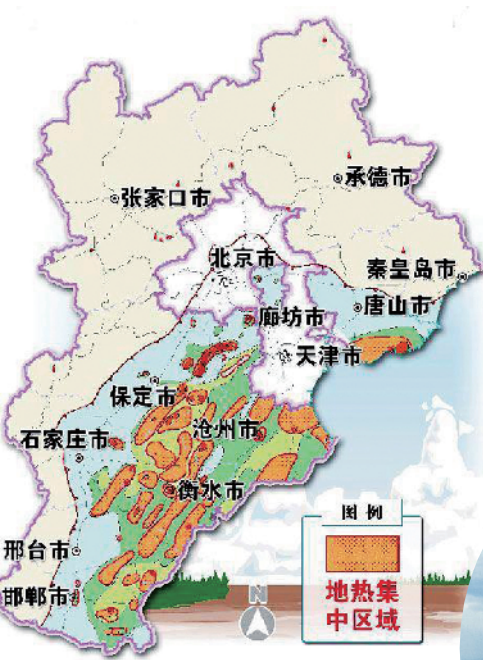 承德市
张家口市
北京市
秦皇岛市
廊坊市
唐山市
天津市
保定市
沧州市
石家庄市
衡水市
邢台市
邯郸市
图例
地热集
中区域
N